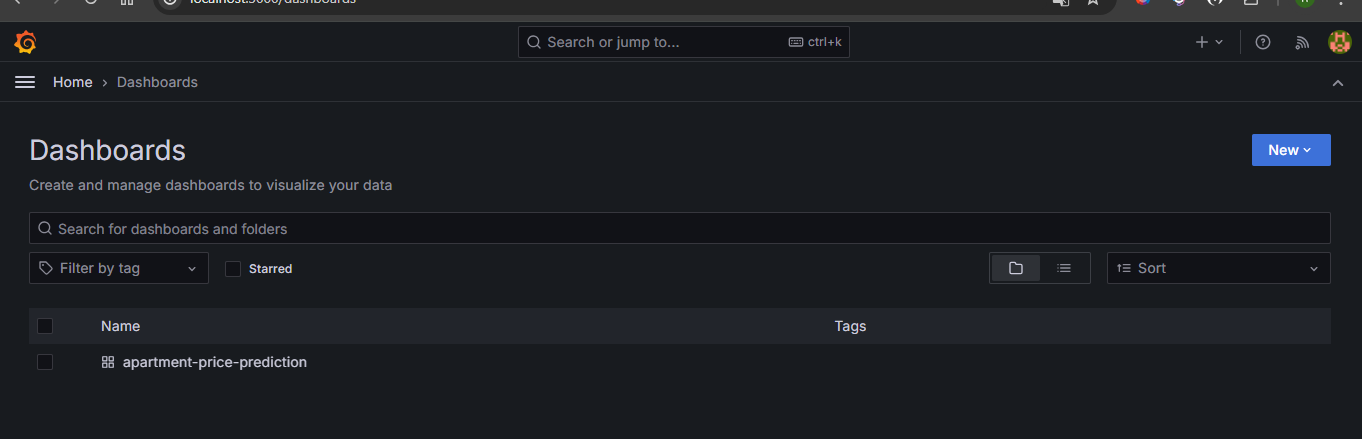 localhost:3000/dashboards
Search or jump to... ctrl+k
Home › Dashboards
Dashboards
New
Create and manage dashboards to visualize your data
Search for dashboards and folders
Filter by tag
Starred
Sort
Name Tags
apartment-price-prediction